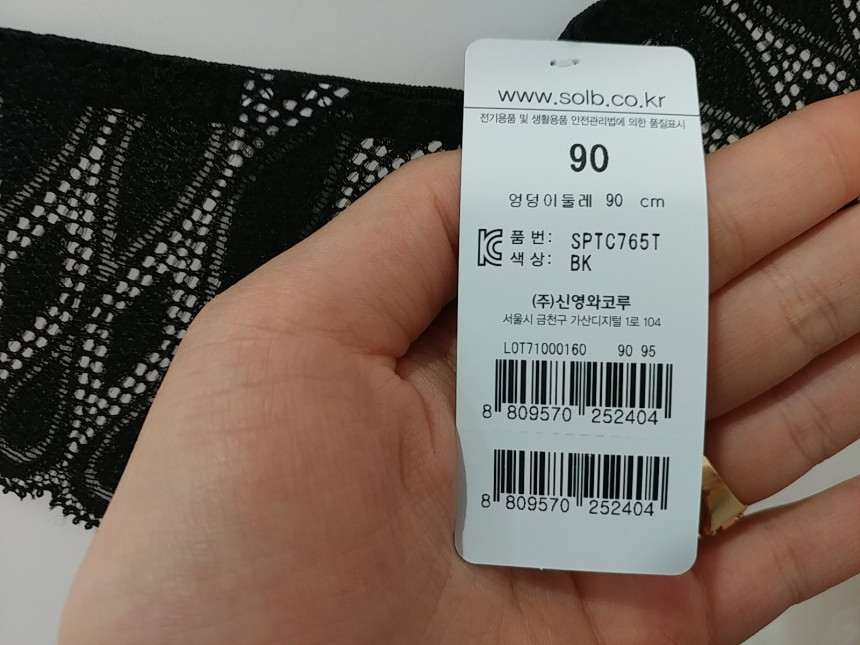 www.solb.co.kr
전기용품 및 생활용품 안전관리법에 의한 품질표시
90
엉덩이둘레 90 cm
품 번: SPTC765T
색 상: BK
(주)신영와코루
서울시 금천구 가산디지털 1로 104
LOT71000160 90 95
8 809570 252404
8 809570 252404